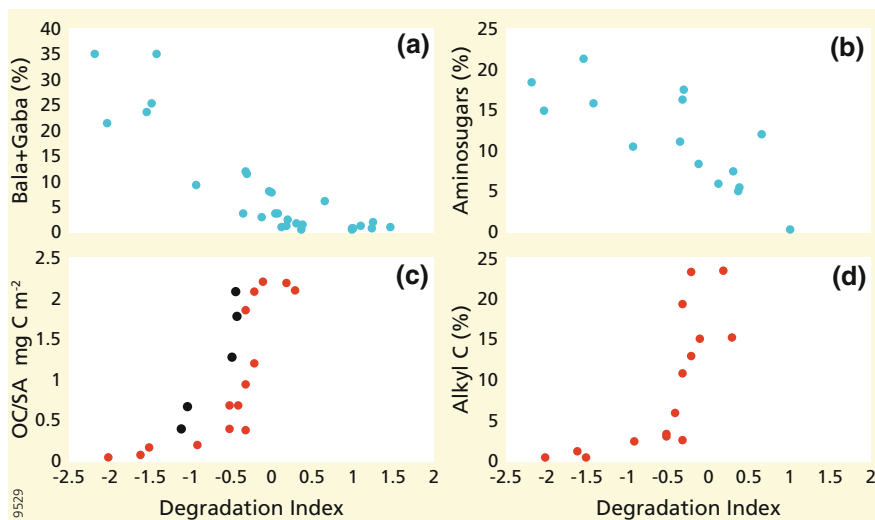 40
35
30
25
20
15
10
5
0
Bala+Gaba (%)
(a)
25
20
15
10
5
0
Aminosugars (%)
(b)
2.5
2
1.5
1
0.5
0
OC/SA mg C m⁻²
(c)
-2.5 -2 -1.5 -1 -0.5 0 0.5 1 1.5 2
Degradation Index
25
20
15
10
5
0
Alkyl C (%)
(d)
-2.5 -2 -1.5 -1 -0.5 0 0.5 1 1.5 2
Degradation Index
9529